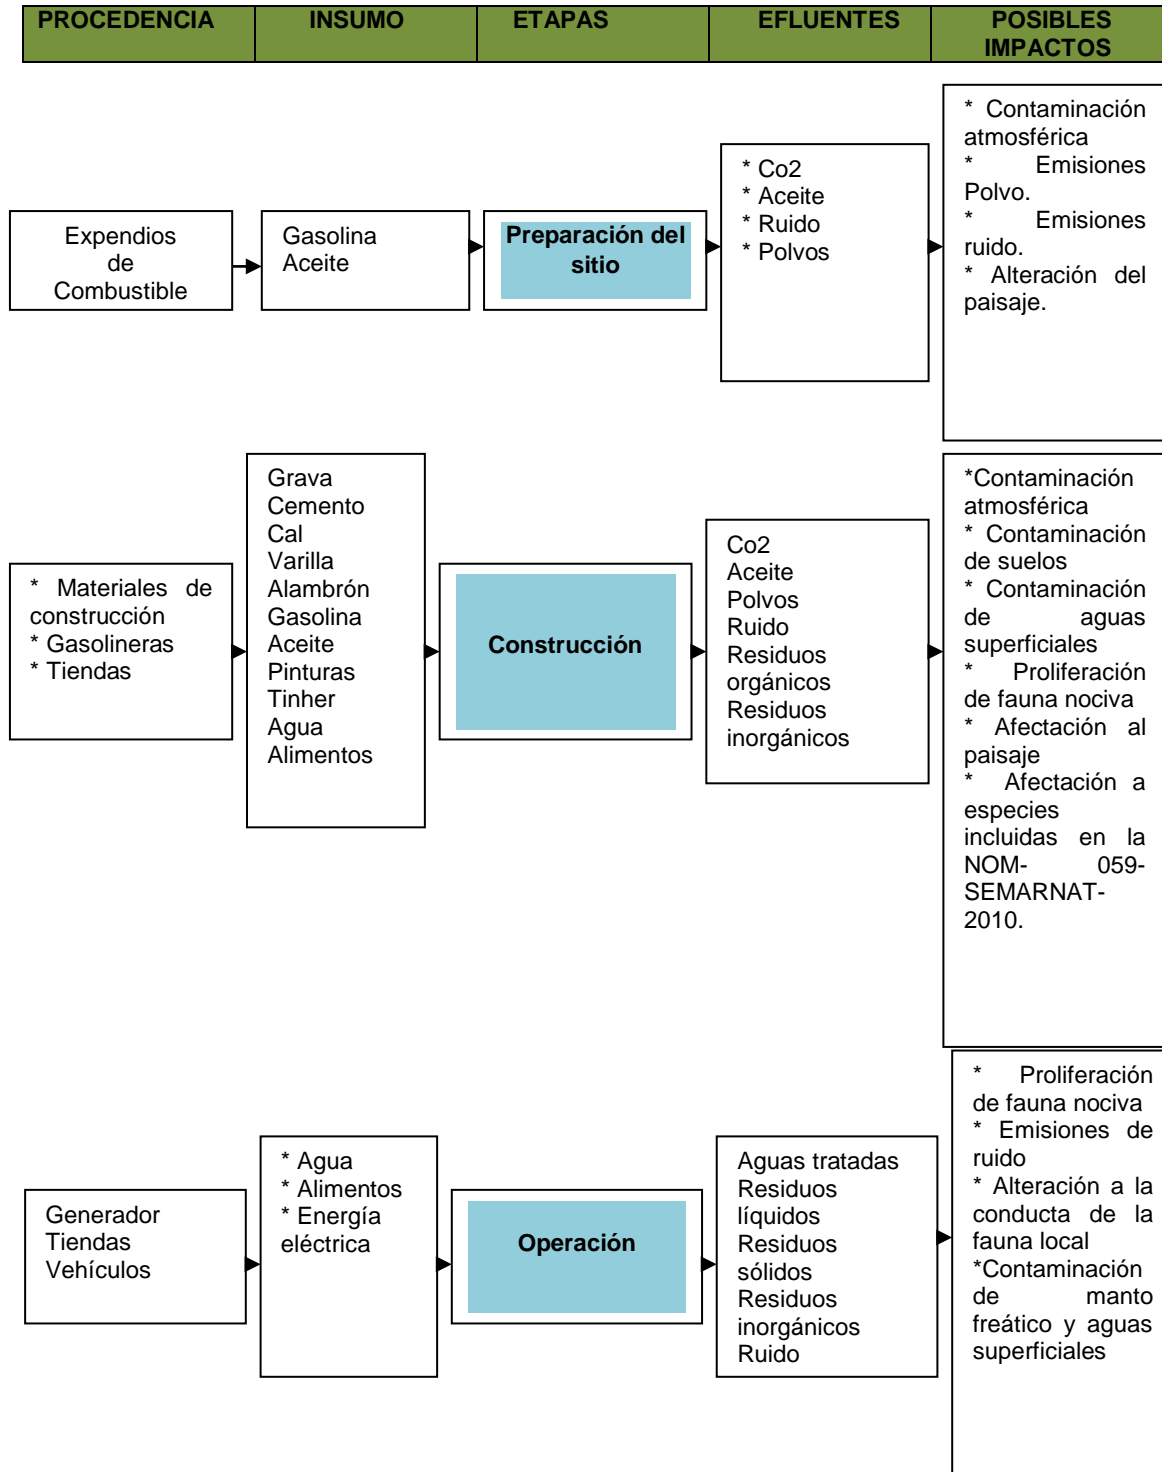 PROCEDENCIA INSUMO ETAPAS EFLUENTES POSIBLES
IMPACTOS
Expendios
de
Combustible
Gasolina
Aceite
Preparación del
sitio
* Co2
* Aceite
* Ruido
* Polvos
* Contaminación
atmosférica
* Emisiones
Polvo.
* Emisiones
ruido.
* Alteración del
paisaje.
* Materiales de
construcción
* Gasolineras
* Tiendas
Grava
Cemento
Cal
Varilla
Alambrón
Gasolina
Aceite
Pinturas
Tinher
Agua
Alimentos
Construcción
Co2
Aceite
Polvos
Ruido
Residuos
orgánicos
Residuos
inorgánicos
*Contaminación
atmosférica
* Contaminación
de suelos
* Contaminación
de aguas
superficiales
* Proliferación
de fauna nociva
* Afectación al
paisaje
* Afectación a
especies
incluidas en la
NOM- 059-
SEMARNAT-
2010.
Generador
Tiendas
Vehículos
* Agua
* Alimentos
* Energía
eléctrica
Operación
Aguas tratadas
Residuos
líquidos
Residuos
sólidos
Residuos
inorgánicos
Ruido
* Proliferación
de fauna nociva
* Emisiones de
ruido
* Alteración a la
conducta de la
fauna local
*Contaminación
de manto
freático y aguas
superficiales